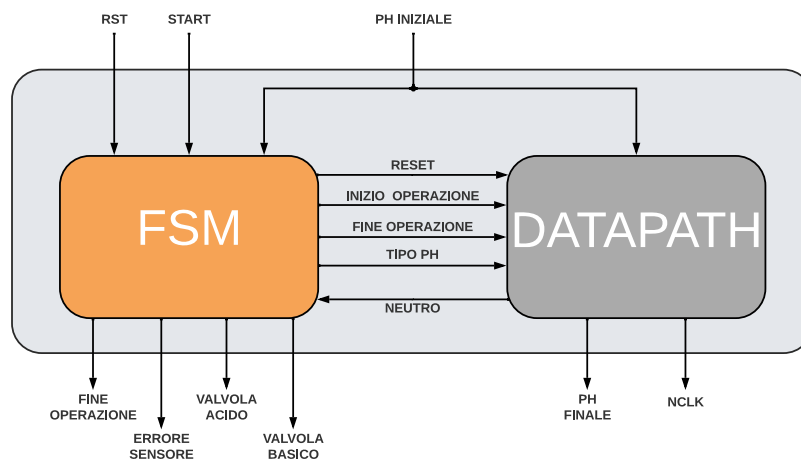 RST
START
PH INIZIALE
FSM
RESET
INIZIO OPERAZIONE
FINE OPERAZIONE
TIPO PH
NEUTRO
DATAPATH
FINE
OPERAZIONE
ERRORE
SENSORE
VALVOLA
ACIDO
VALVOLA
BASICO
PH
FINALE
NCLK